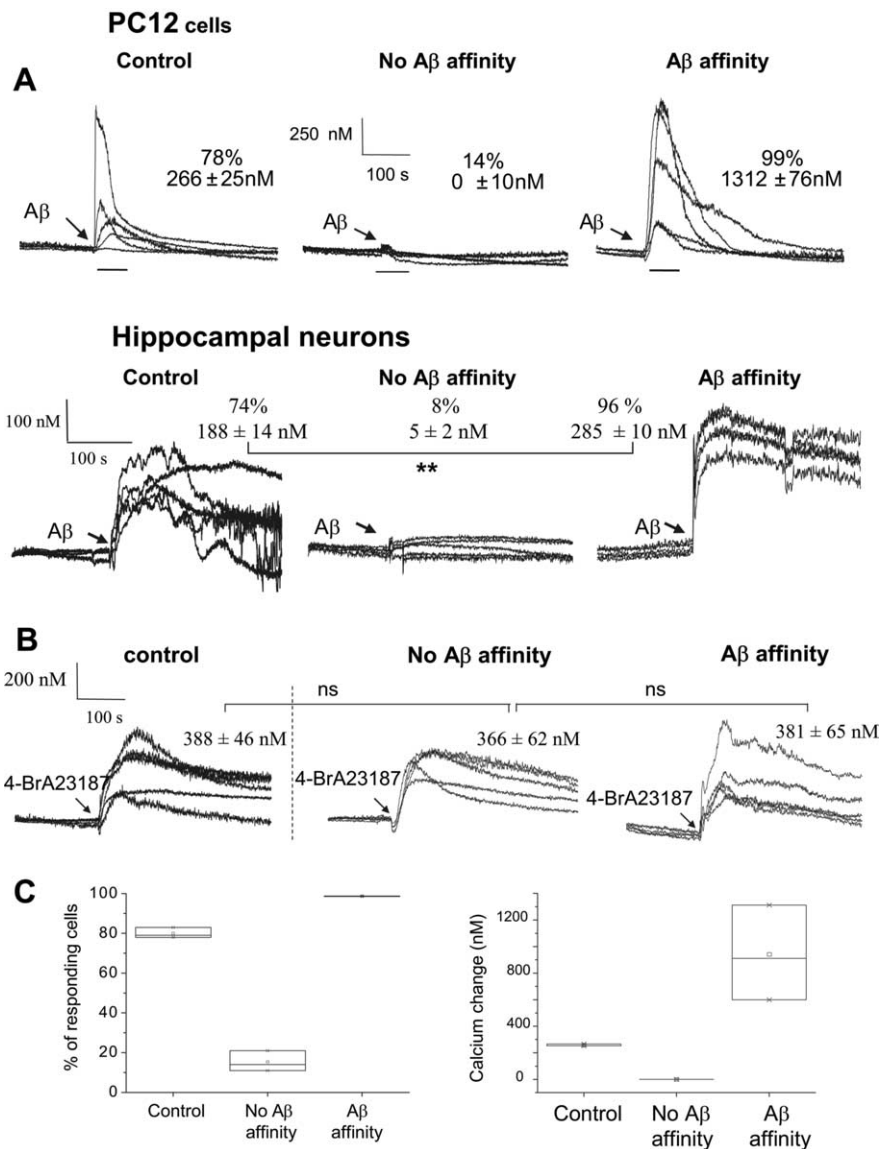 PC12 cells
A
Control
No Aβ affinity
Aβ affinity
250 nM
100 s
78%
266 ±25nM
14%
0 ±10nM
99%
1312 ±76nM
Aβ
Aβ
Aβ
Hippocampal neurons
Control
No Aβ affinity
Aβ affinity
100 nM
100 s
74%
188 ± 14 nM
8%
5 ± 2 nM
96 %
285 ± 10 nM
**
Aβ
Aβ
Aβ
B
control
No Aβ affinity
Aβ affinity
200 nM
100 s
ns
ns
388 ± 46 nM
366 ± 62 nM
381 ± 65 nM
4-BrA23187
4-BrA23187
4-BrA23187
C
% of responding cells
100
80
60
40
20
0
Control
No Aβ
affinity
Aβ
affinity
Calcium change (nM)
1200
800
400
0
Control
No Aβ
affinity
Aβ
affinity